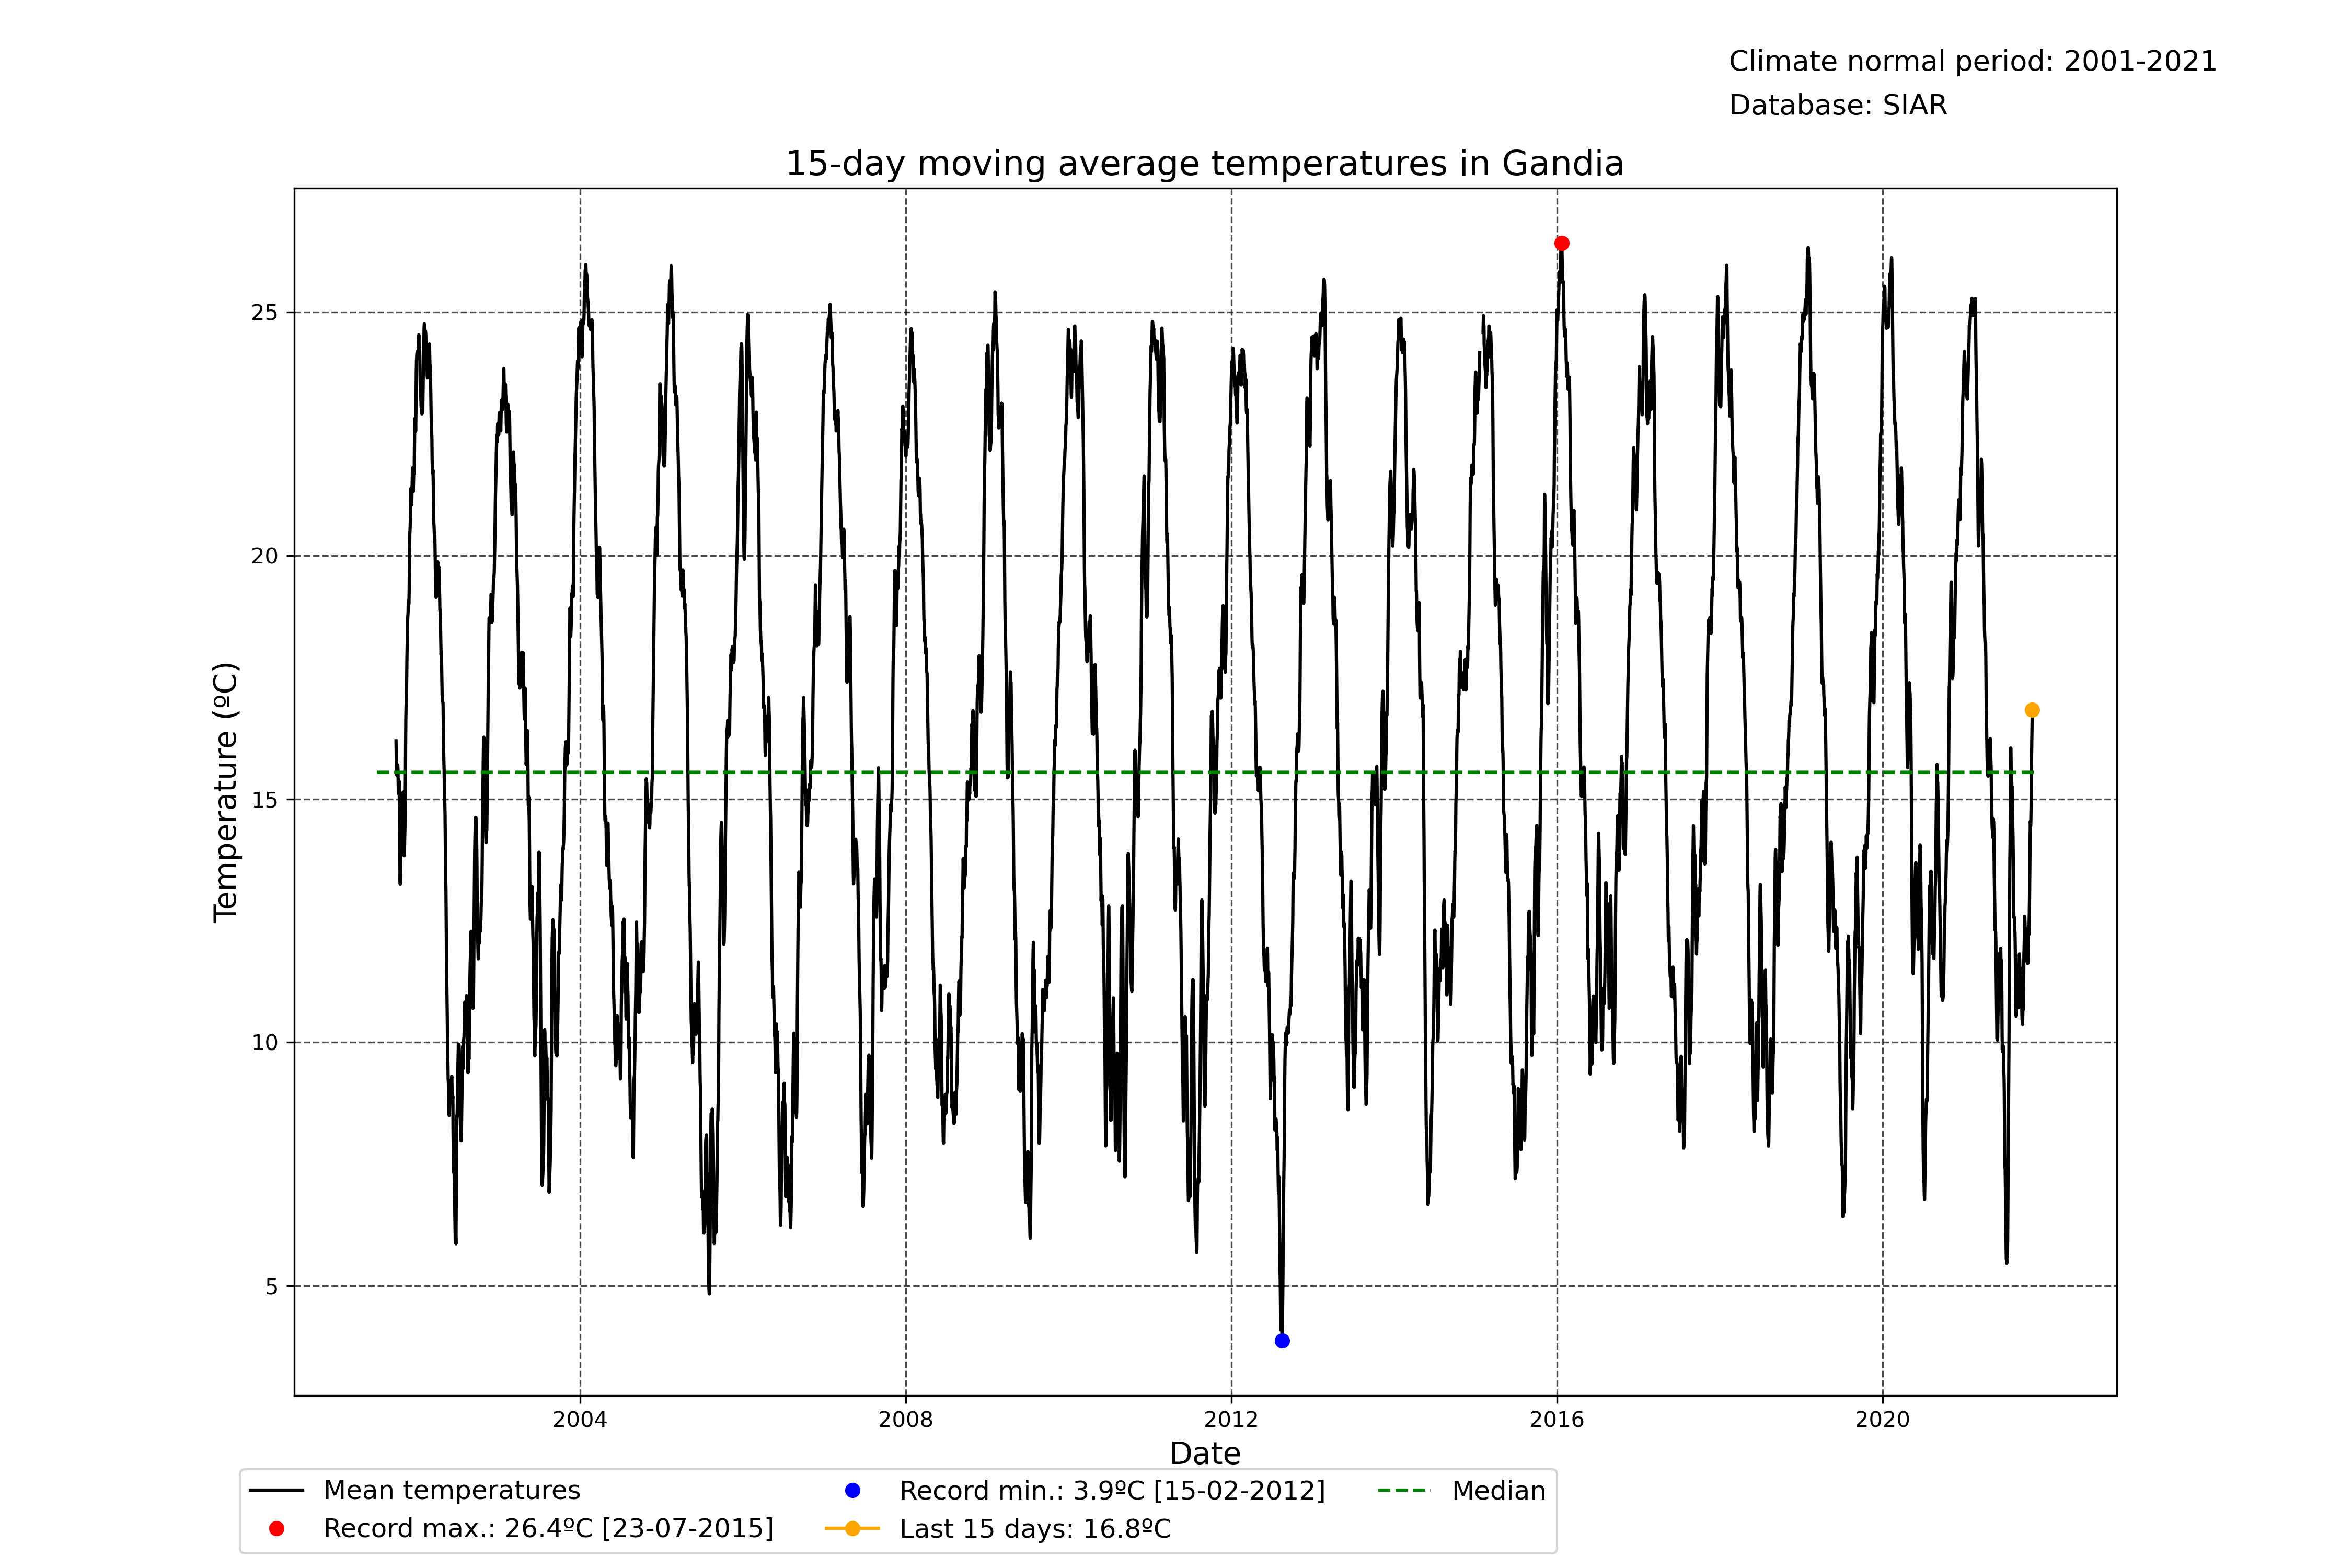 Climate normal period: 2001-2021
Database: SIAR
15-day moving average temperatures in Gandia
Temperature (ºC)
25
20
15
10
5
2004
2008
2012
2016
2020
Date
Mean temperatures
Record max.: 26.4ºC [23-07-2015]
Record min.: 3.9ºC [15-02-2012]
Last 15 days: 16.8ºC
Median